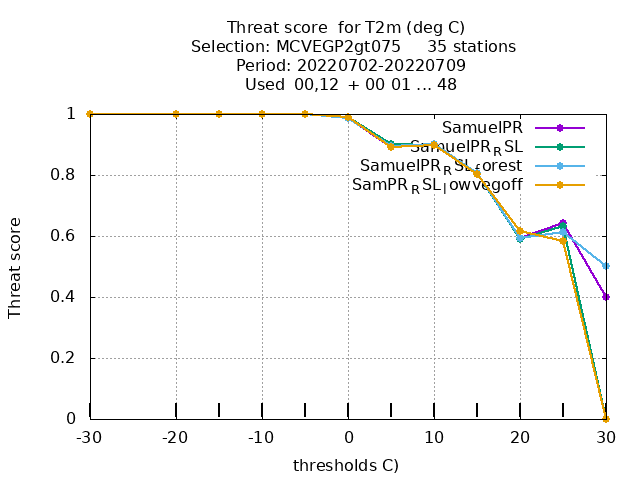 Threat score for T2m (deg C)
Selection: MCVEGP2gt075 35 stations
Period: 20220702-20220709
Used 00,12 + 00 01 ... 48
SamuelPR
SamuelPR_RSL
SamuelPR_RSL_forest
SamPR_RSL_lowvegoff
1
0.8
0.6
0.4
0.2
0
Threat score
-30 -20 -10 0 10 20 30
thresholds C)